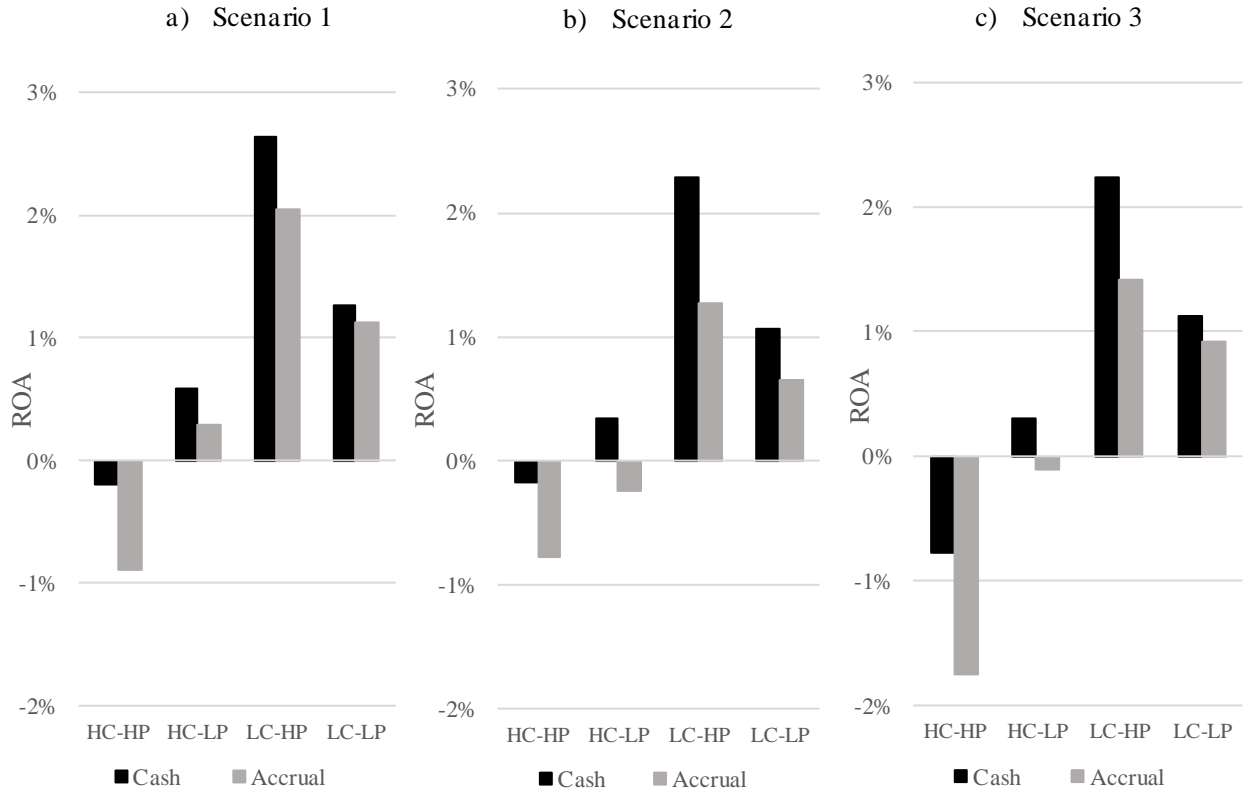 a) Scenario 1
3%
2%
1%
0%
-1%
-2%
ROA
HC-HP HC-LP LC-HP LC-LP
Cash Accrual
b) Scenario 2
3%
2%
1%
0%
-1%
-2%
ROA
HC-HP HC-LP LC-HP LC-LP
Cash Accrual
c) Scenario 3
3%
2%
1%
0%
-1%
-2%
ROA
HC-HP HC-LP LC-HP LC-LP
Cash Accrual